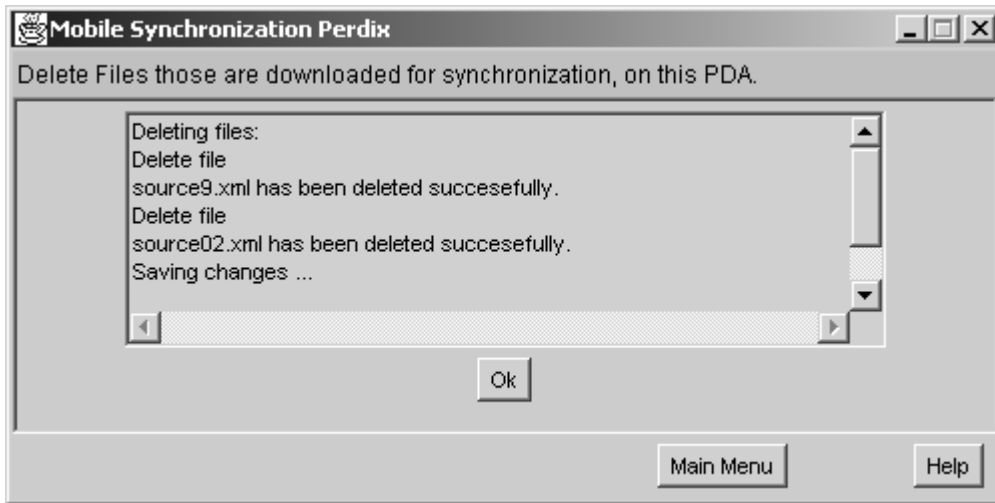 Mobile Synchronization Perdix
Delete Files those are downloaded for synchronization, on this PDA.
Deleting files:
Delete file
source9.xml has been deleted succesefully.
Delete file
source02.xml has been deleted succesefully.
Saving changes ...
Ok
Main Menu
Help